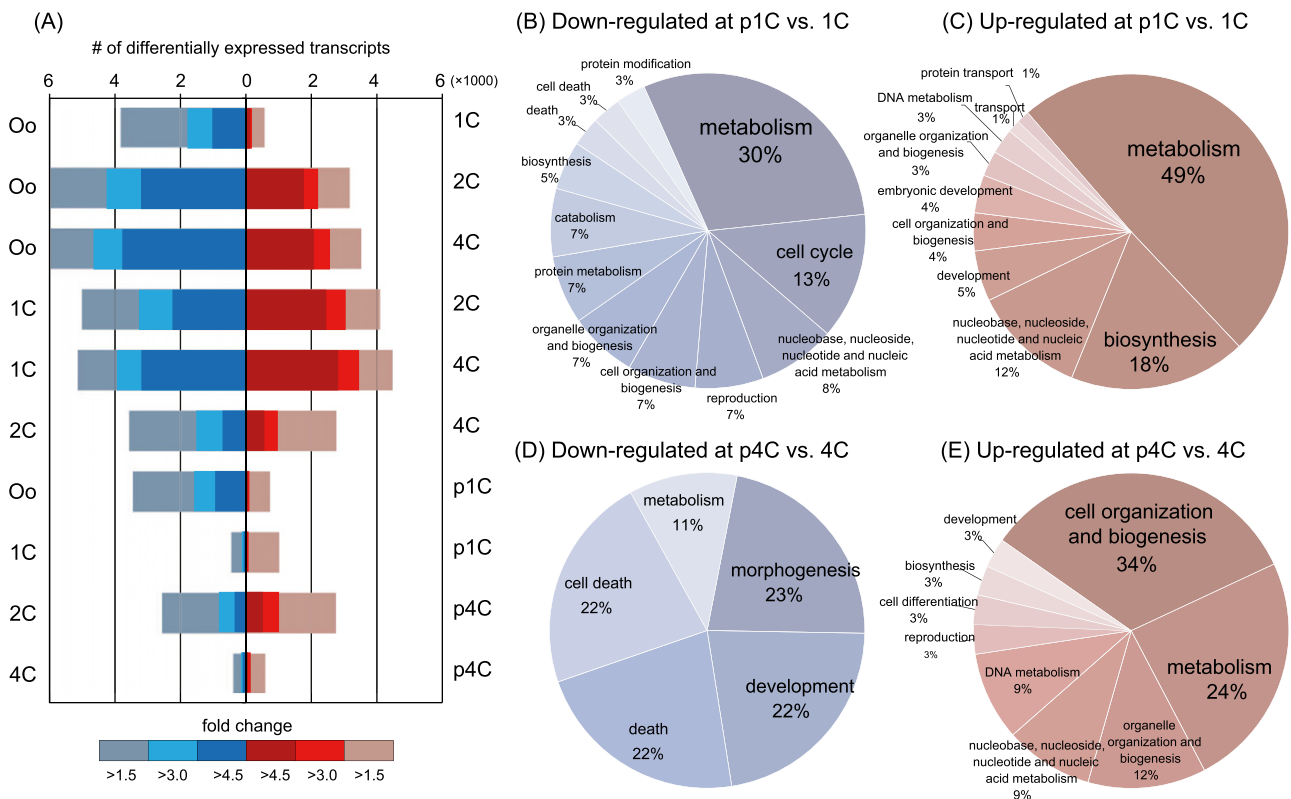 (A)
# of differentially expressed transcripts
6 4 2 0 2 4 6 (×1000)
Oo 1C
Oo 2C
Oo 4C
1C 2C
1C 4C
2C 4C
Oo p1C
1C p1C
2C p4C
4C p4C
fold change
>1.5 >3.0 >4.5 >4.5 >3.0 >1.5
(B) Down-regulated at p1C vs. 1C
protein modification
3%
cell death
3%
death
3%
biosynthesis
5%
catabolism
7%
protein metabolism
7%
organelle organization
and biogenesis
7%
cell organization and
biogenesis
7%
reproduction
7%
nucleobase, nucleoside,
nucleotide and nucleic
acid metabolism
8%
cell cycle
13%
metabolism
30%
(C) Up-regulated at p1C vs. 1C
protein transport 1%
transport
1%
DNA metabolism
3%
organelle organization
and biogenesis
3%
embryonic development
4%
cell organization and
biogenesis
4%
development
5%
nucleobase, nucleoside,
nucleotide and nucleic
acid metabolism
12%
biosynthesis
18%
metabolism
49%
(D) Down-regulated at p4C vs. 4C
metabolism
11%
morphogenesis
23%
cell death
22%
development
22%
death
22%
(E) Up-regulated at p4C vs. 4C
cell organization
and biogenesis
34%
development
3%
biosynthesis
3%
cell differentiation
3%
reproduction
3%
DNA metabolism
9%
nucleobase, nucleoside,
nucleotide and nucleic
acid metabolism
9%
organelle
organization and
biogenesis
12%
metabolism
24%